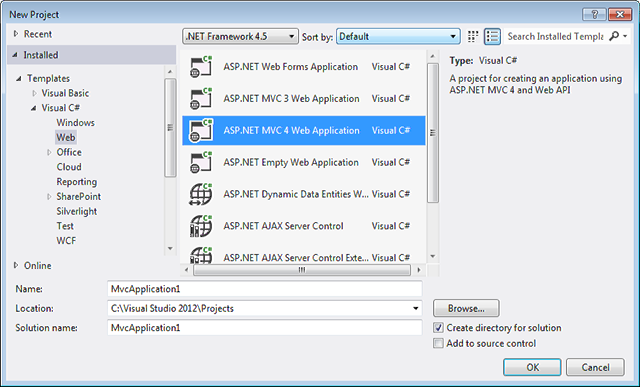 New Project
Recent
Installed
Templates
Visual Basic
Visual C#
Windows
Web
Office
Cloud
Reporting
SharePoint
Silverlight
Test
WCF
Online
.NET Framework 4.5
Sort by: Default
Search Installed Templa
C# ASP.NET Web Forms Application Visual C#
C# ASP.NET MVC 3 Web Application Visual C#
C# ASP.NET MVC 4 Web Application Visual C#
C# ASP.NET Empty Web Application Visual C#
C# ASP.NET Dynamic Data Entities W... Visual C#
C# ASP.NET AJAX Server Control Visual C#
C# ASP.NET AJAX Server Control Exte... Visual C#
Type: Visual C#
A project for creating an application using
ASP.NET MVC 4 and Web API
Name: MvcApplication1
Location: C:\Visual Studio 2012\Projects
Browse...
Solution name: MvcApplication1
Create directory for solution
Add to source control
OK
Cancel